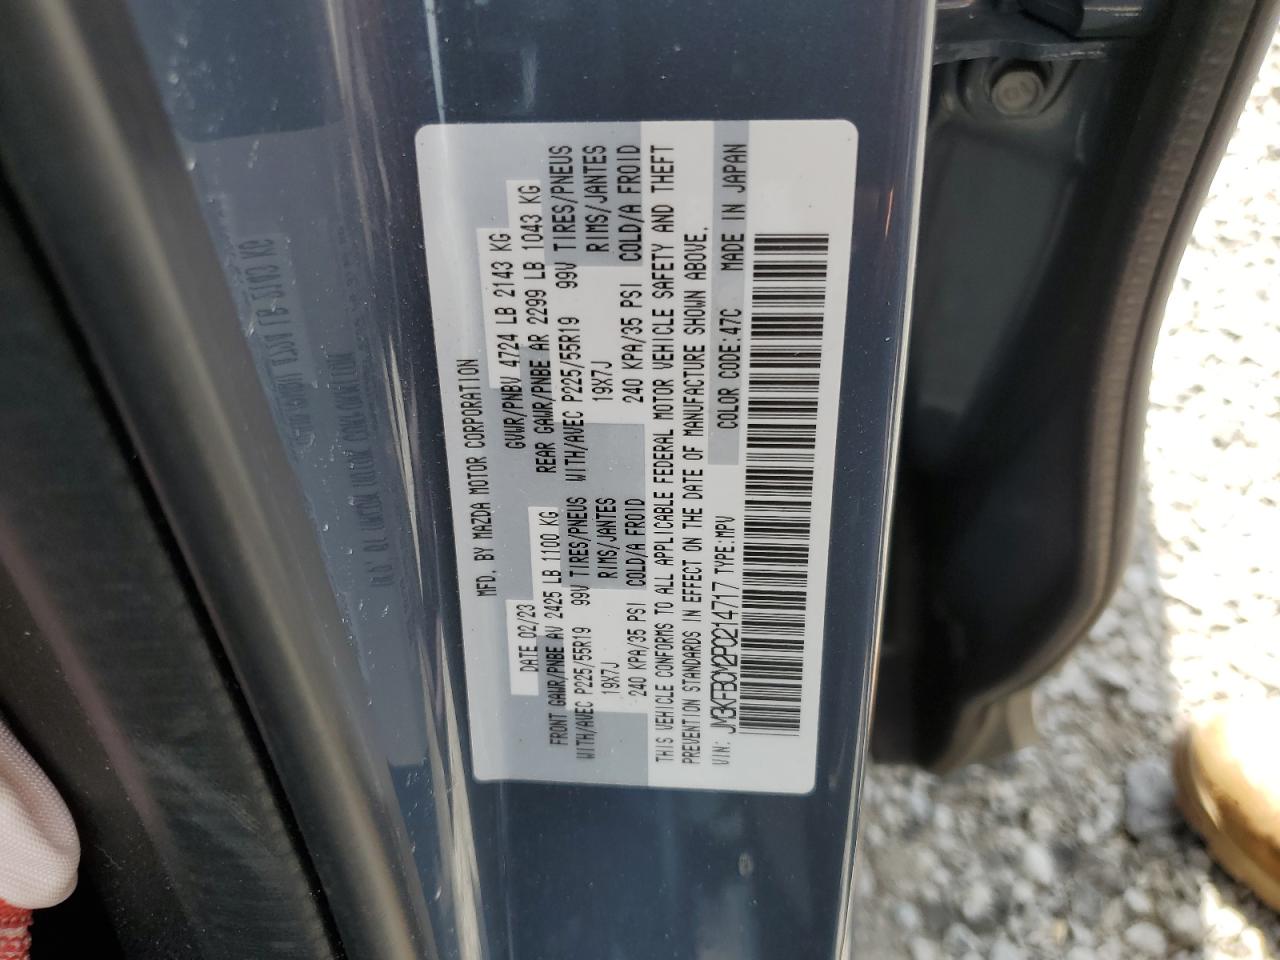 MFD. BY MAZDA MOTOR CORPORATION
DATE 02/23 GVWR/PNBV 4724 LB 2143 KG
FRONT GAWR/PNBE AV 2425 LB 1100 KG REAR GAWR/PNBE AR 2299 LB 1043 KG
WITH/AVEC P225/55R19 99V TIRES/PNEUS WITH/AVEC P225/55R19 99V TIRES/PNEUS
19X7J RIMS/JANTES 19X7J RIMS/JANTES
240 KPA/35 PSI COLD/A FROID 240 KPA/35 PSI COLD/A FROID
THIS VEHICLE CONFORMS TO ALL APPLICABLE FEDERAL MOTOR VEHICLE SAFETY AND THEFT
PREVENTION STANDARDS IN EFFECT ON THE DATE OF MANUFACTURE SHOWN ABOVE.
VIN: JM3KFBCM2P0214717 TYPE:MPV COLOR CODE:47C MADE IN JAPAN